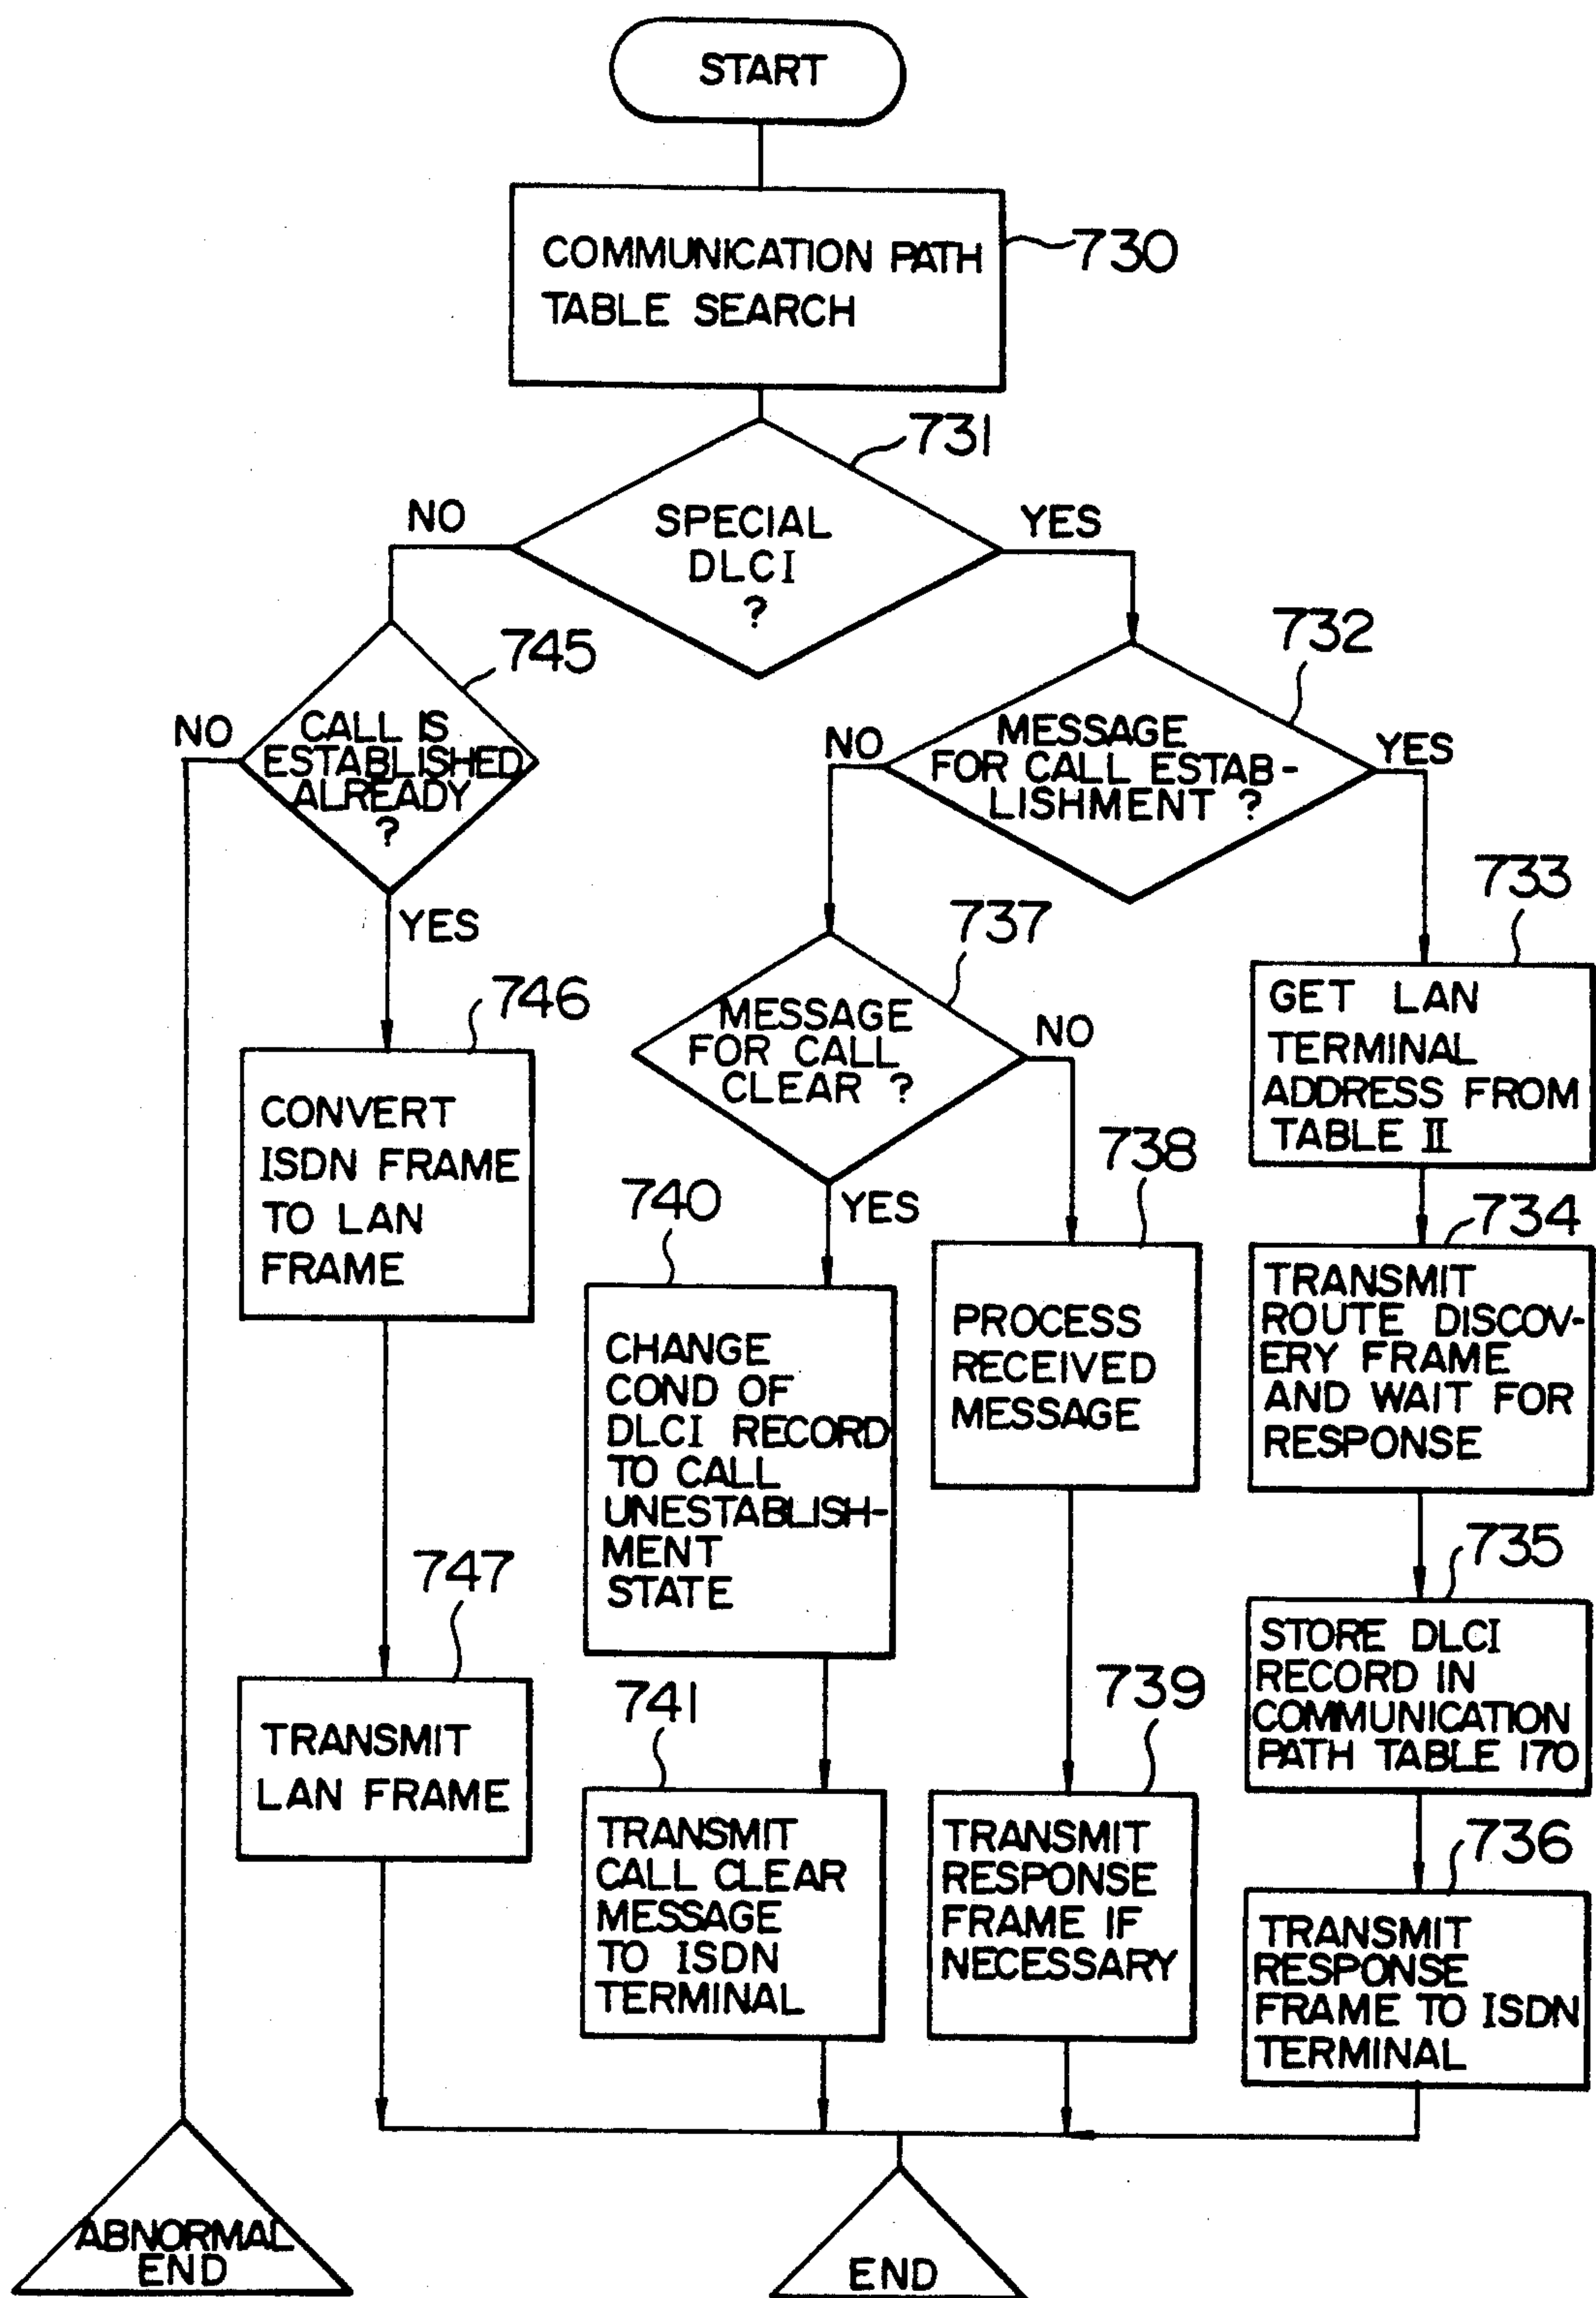 START
COMMUNICATION PATH
TABLE SEARCH
730
731
SPECIAL
DLCI
?
NO
YES
745
CALL IS
ESTABLISHED
ALREADY
?
NO
YES
732
MESSAGE
FOR CALL ESTAB-
LISHMENT ?
NO
YES
733
GET LAN
TERMINAL
ADDRESS FROM
TABLE II
737
MESSAGE
FOR CALL
CLEAR ?
NO
YES
746
CONVERT
ISDN FRAME
TO LAN
FRAME
740
CHANGE
COND OF
DLCI RECORD
TO CALL
UNESTABLISH-
MENT
STATE
738
PROCESS
RECEIVED
MESSAGE
734
TRANSMIT
ROUTE DISCOV-
ERY FRAME
AND WAIT FOR
RESPONSE
735
STORE DLCI
RECORD IN
COMMUNICATION
PATH TABLE 170
747
TRANSMIT
LAN FRAME
741
TRANSMIT
CALL CLEAR
MESSAGE
TO ISDN
TERMINAL
739
TRANSMIT
RESPONSE
FRAME IF
NECESSARY
736
TRANSMIT
RESPONSE
FRAME TO ISDN
TERMINAL
ABNORMAL
END
END